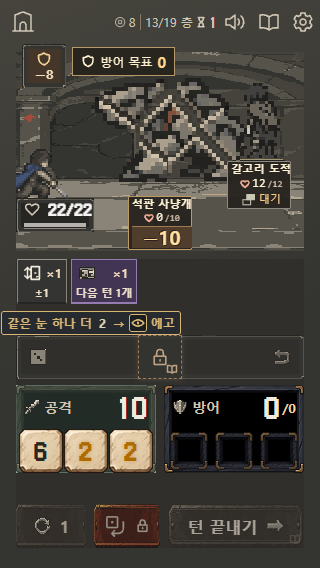 8 | 13/19 층 1
−8
방어 목표 0
갈고리 도적
12/12
대기
22/22
석판 사냥개
0/10
−10
×1
±1
×1
다음 턴 1개
같은 눈 하나 더 2 → 예고
공격 10
방어 0/0
6 2 2
1
턴 끝내기